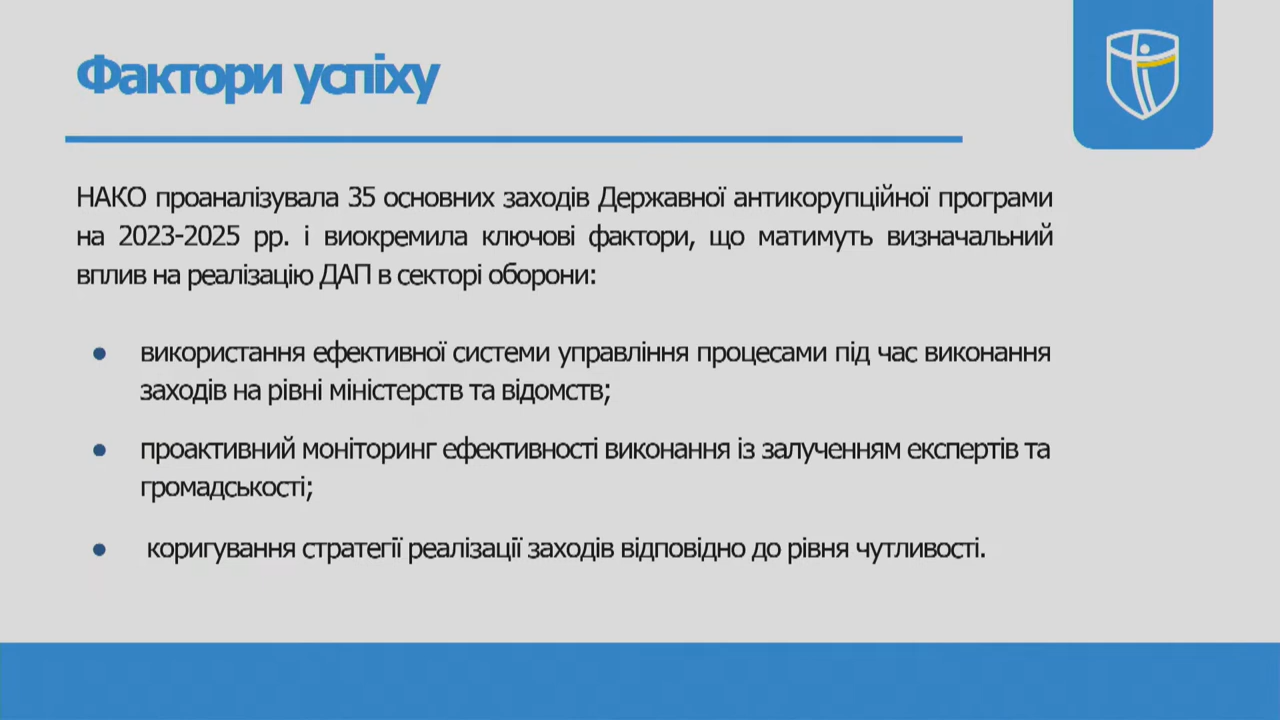 Фактори успіху
НАКО проаналізувала 35 основних заходів Державної антикорупційної програми
на 2023-2025 рр. і виокремила ключові фактори, що матимуть визначальний
вплив на реалізацію ДАП в секторі оборони:
● використання ефективної системи управління процесами під час виконання
заходів на рівні міністерств та відомств;
● проактивний моніторинг ефективності виконання із залученням експертів та
громадськості;
● коригування стратегії реалізації заходів відповідно до рівня чутливості.